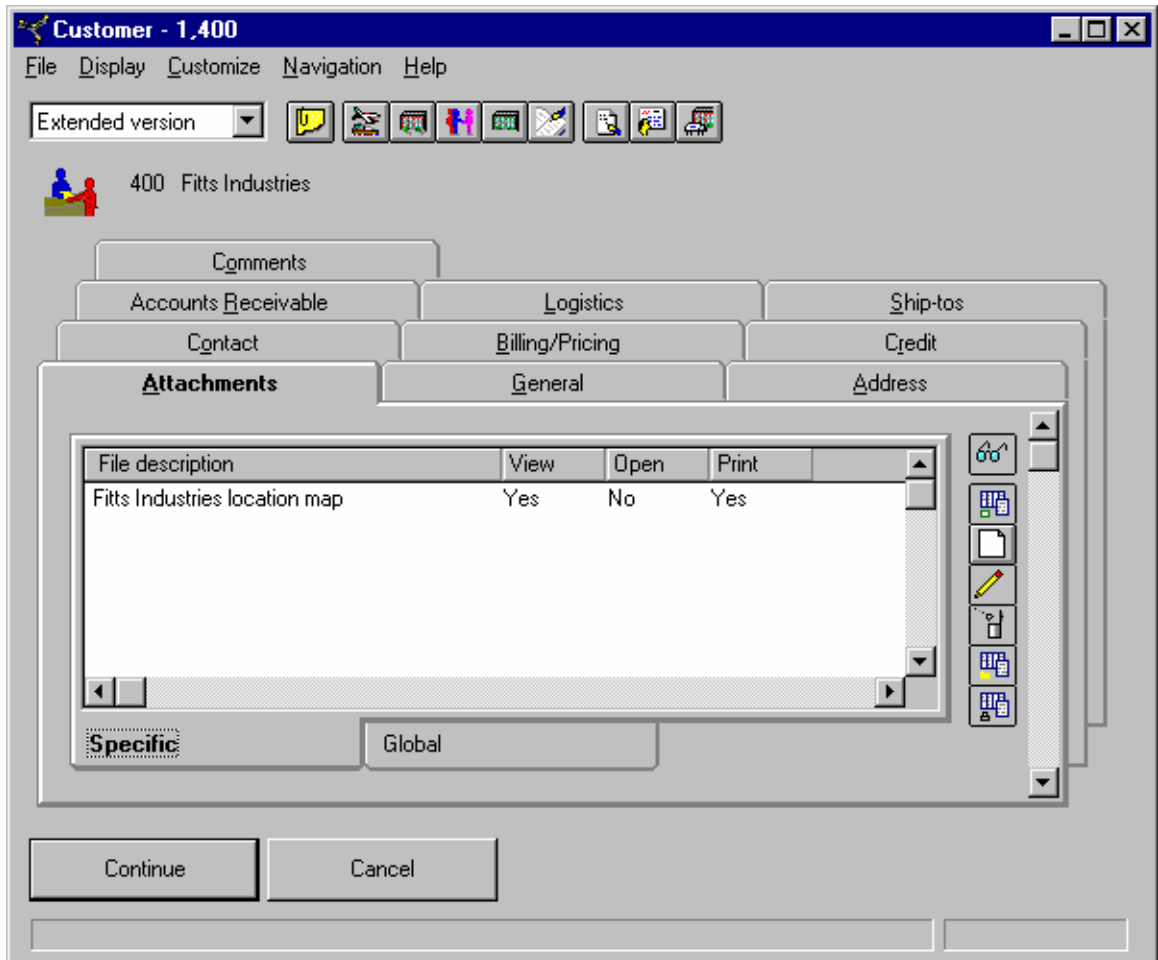 Customer - 1,400
File Display Customize Navigation Help
Extended version
400 Fitts Industries
Comments
Accounts Receivable Logistics Ship-tos
Contact Billing/Pricing Credit
Attachments General Address
File description View Open Print
Fitts Industries location map Yes No Yes
Specific Global
Continue Cancel